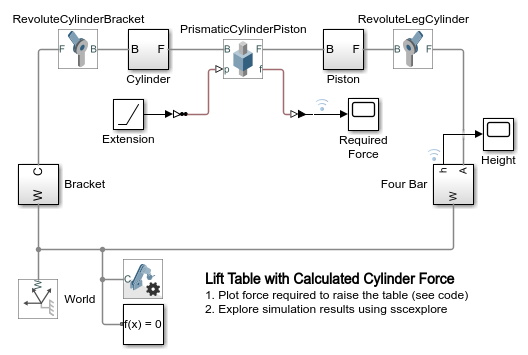 RevoluteCylinderBracket
PrismaticCylinderPiston
RevoluteLegCylinder
F B
B F
B F
p f
B F
B F
Cylinder
Piston
Extension
Required
Force
Height
C
W
Bracket
Four Bar
h A
W
W
World
C
f(x) = 0
Lift Table with Calculated Cylinder Force
1. Plot force required to raise the table (see code)
2. Explore simulation results using sscexplore